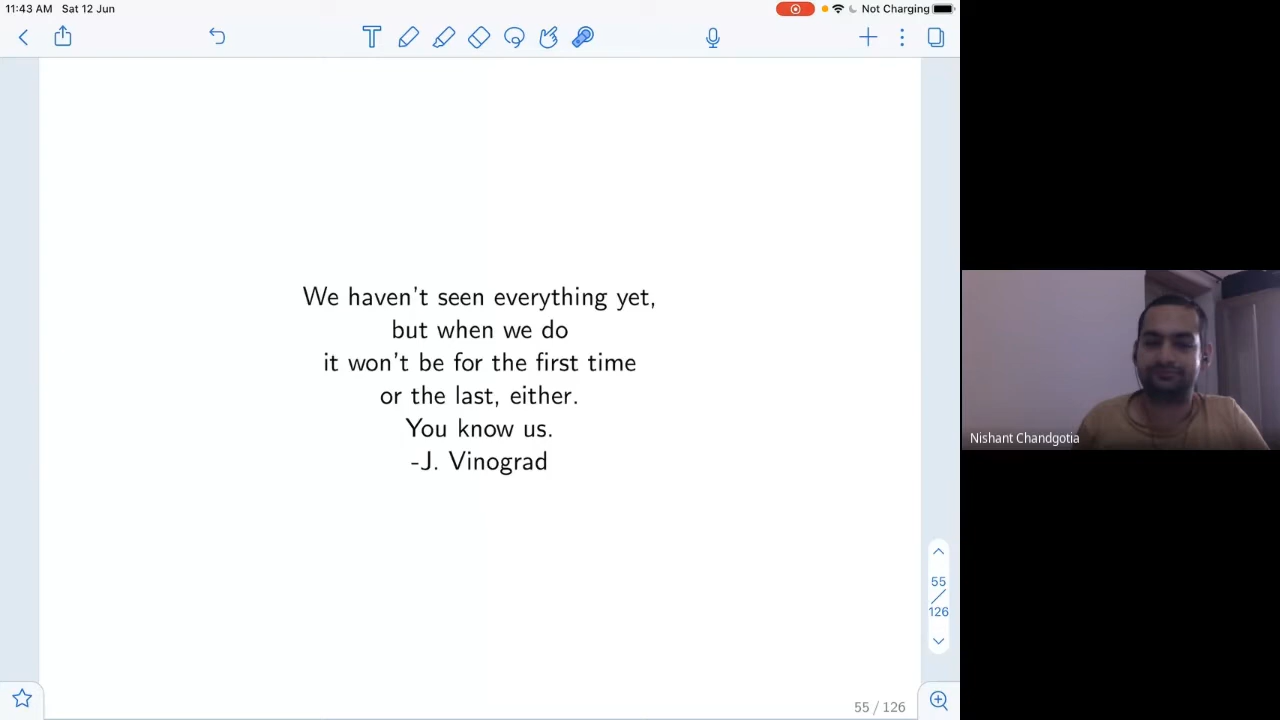 11:43 AM Sat 12 Jun
Not Charging
We haven't seen everything yet,
but when we do
it won't be for the first time
or the last, either.
You know us.
-J. Vinograd
55
126
55 / 126
Nishant Chandgotia